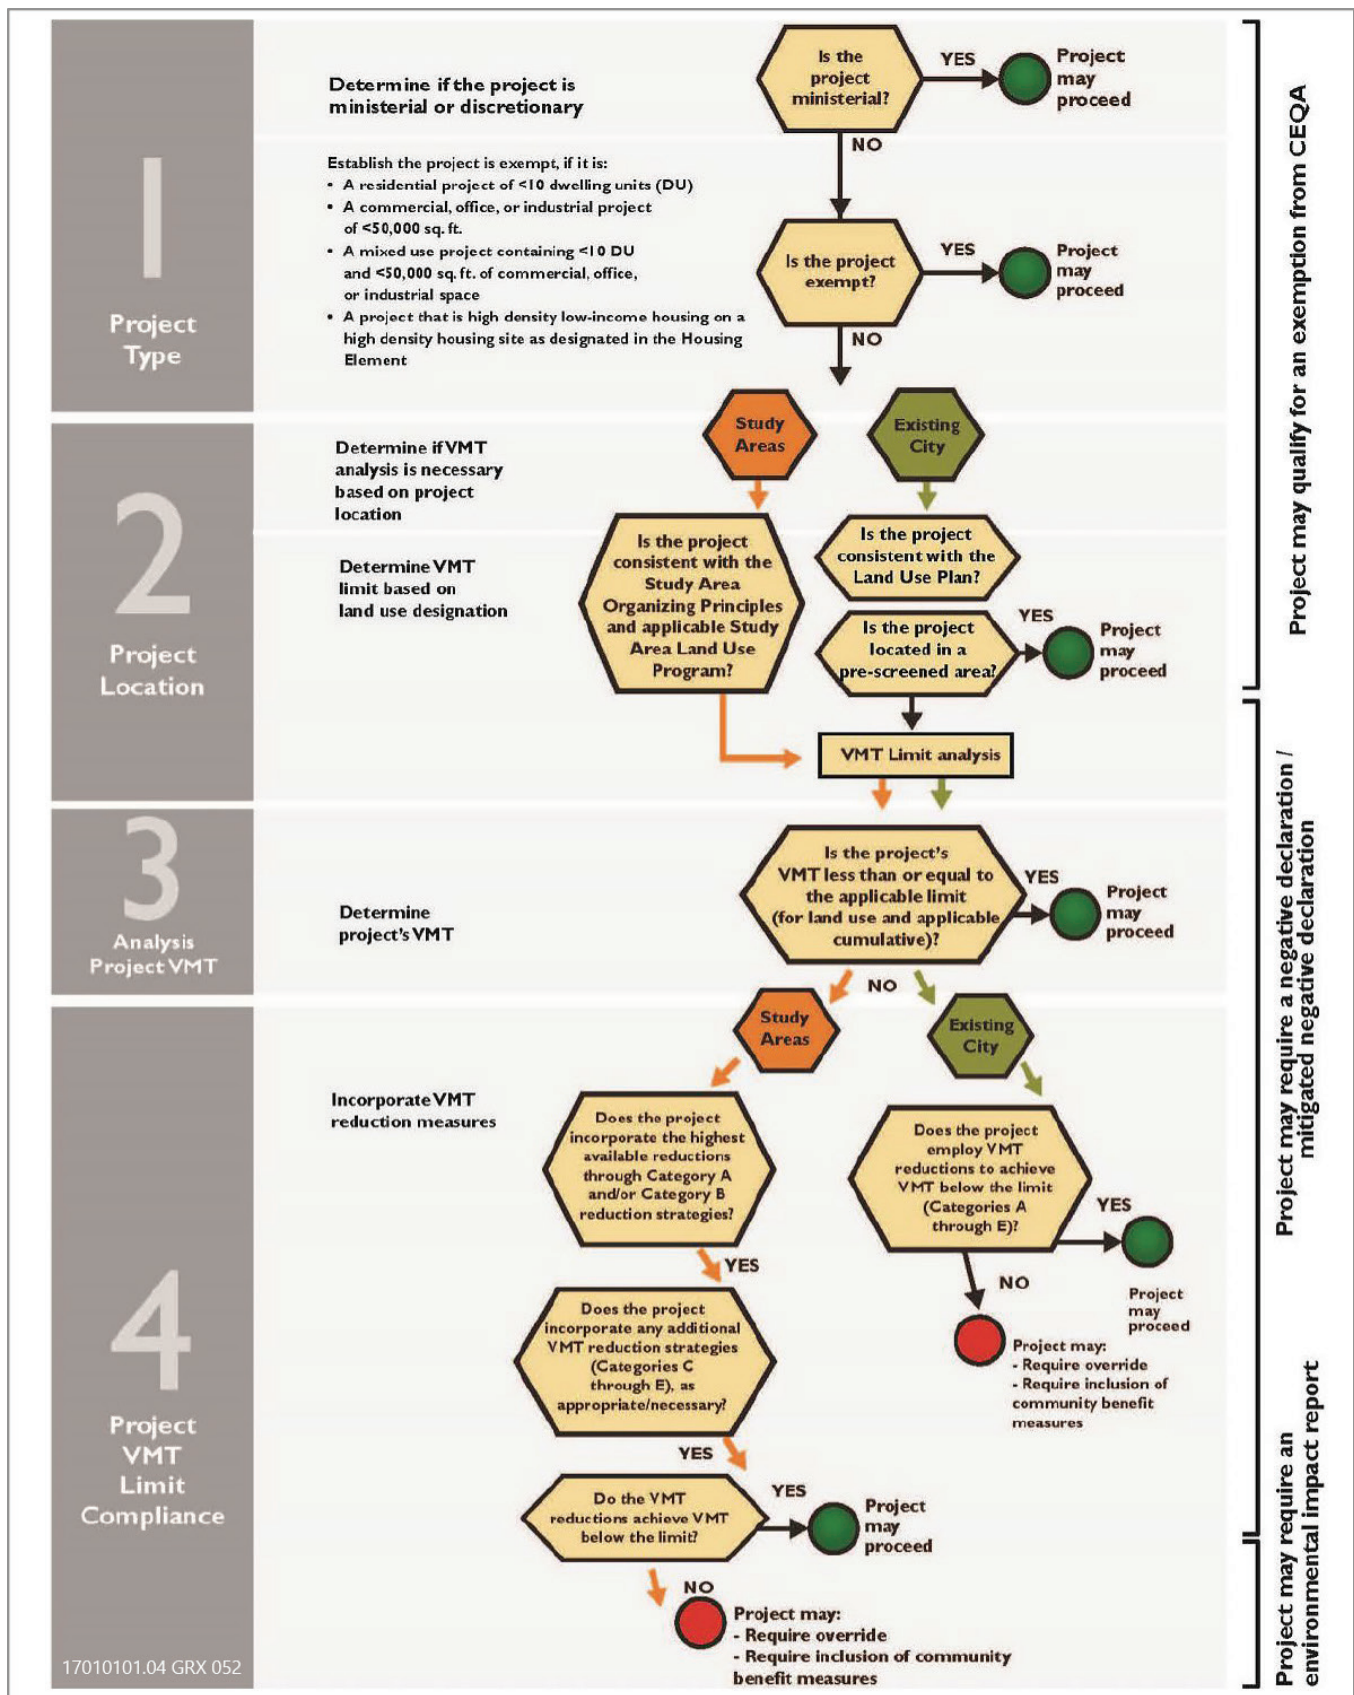 1
Project
Type
Determine if the project is
ministerial or discretionary
Is the
project
ministerial?
YES
Project
may
proceed
NO
Establish the project is exempt, if it is:
• A residential project of <10 dwelling units (DU)
• A commercial, office, or industrial project
of <50,000 sq. ft.
• A mixed use project containing <10 DU
and <50,000 sq. ft. of commercial, office,
or industrial space
• A project that is high density low-income housing on a
high density housing site as designated in the Housing
Element
Is the project
exempt?
YES
Project
may
proceed
NO
2
Project
Location
Determine if VMT
analysis is necessary
based on project
location
Study
Areas
Existing
City
Determine VMT
limit based on
land use designation
Is the project
consistent with the
Study Area
Organizing Principles
and applicable Study
Area Land Use
Program?
Is the project
consistent with the
Land Use Plan?
Is the project
located in a
pre-screened area?
YES
Project
may
proceed
VMT Limit analysis
3
Analysis
Project VMT
Determine
project's VMT
Is the project's
VMT less than or equal to
the applicable limit
(for land use and applicable
cumulative)?
YES
Project
may
proceed
NO
4
Project
VMT
Limit
Compliance
Study
Areas
Existing
City
Incorporate VMT
reduction measures
Does the project
incorporate the highest
available reductions
through Category A
and/or Category B
reduction strategies?
YES
Does the project
employ VMT
reductions to achieve
VMT below the limit
(Categories A
through E)?
YES
Project
may
proceed
NO
Project may:
- Require override
- Require inclusion of
community benefit
measures
Does the project
incorporate any additional
VMT reduction strategies
(Categories C
through E), as
appropriate/necessary?
YES
Do the VMT
reductions achieve VMT
below the limit?
YES
Project
may
proceed
NO
Project may:
- Require override
- Require inclusion of community
benefit measures
Project may qualify for an exemption from CEQA
Project may require a negative declaration /
mitigated negative declaration
Project may require an
environmental impact report
17010101.04 GRX 052